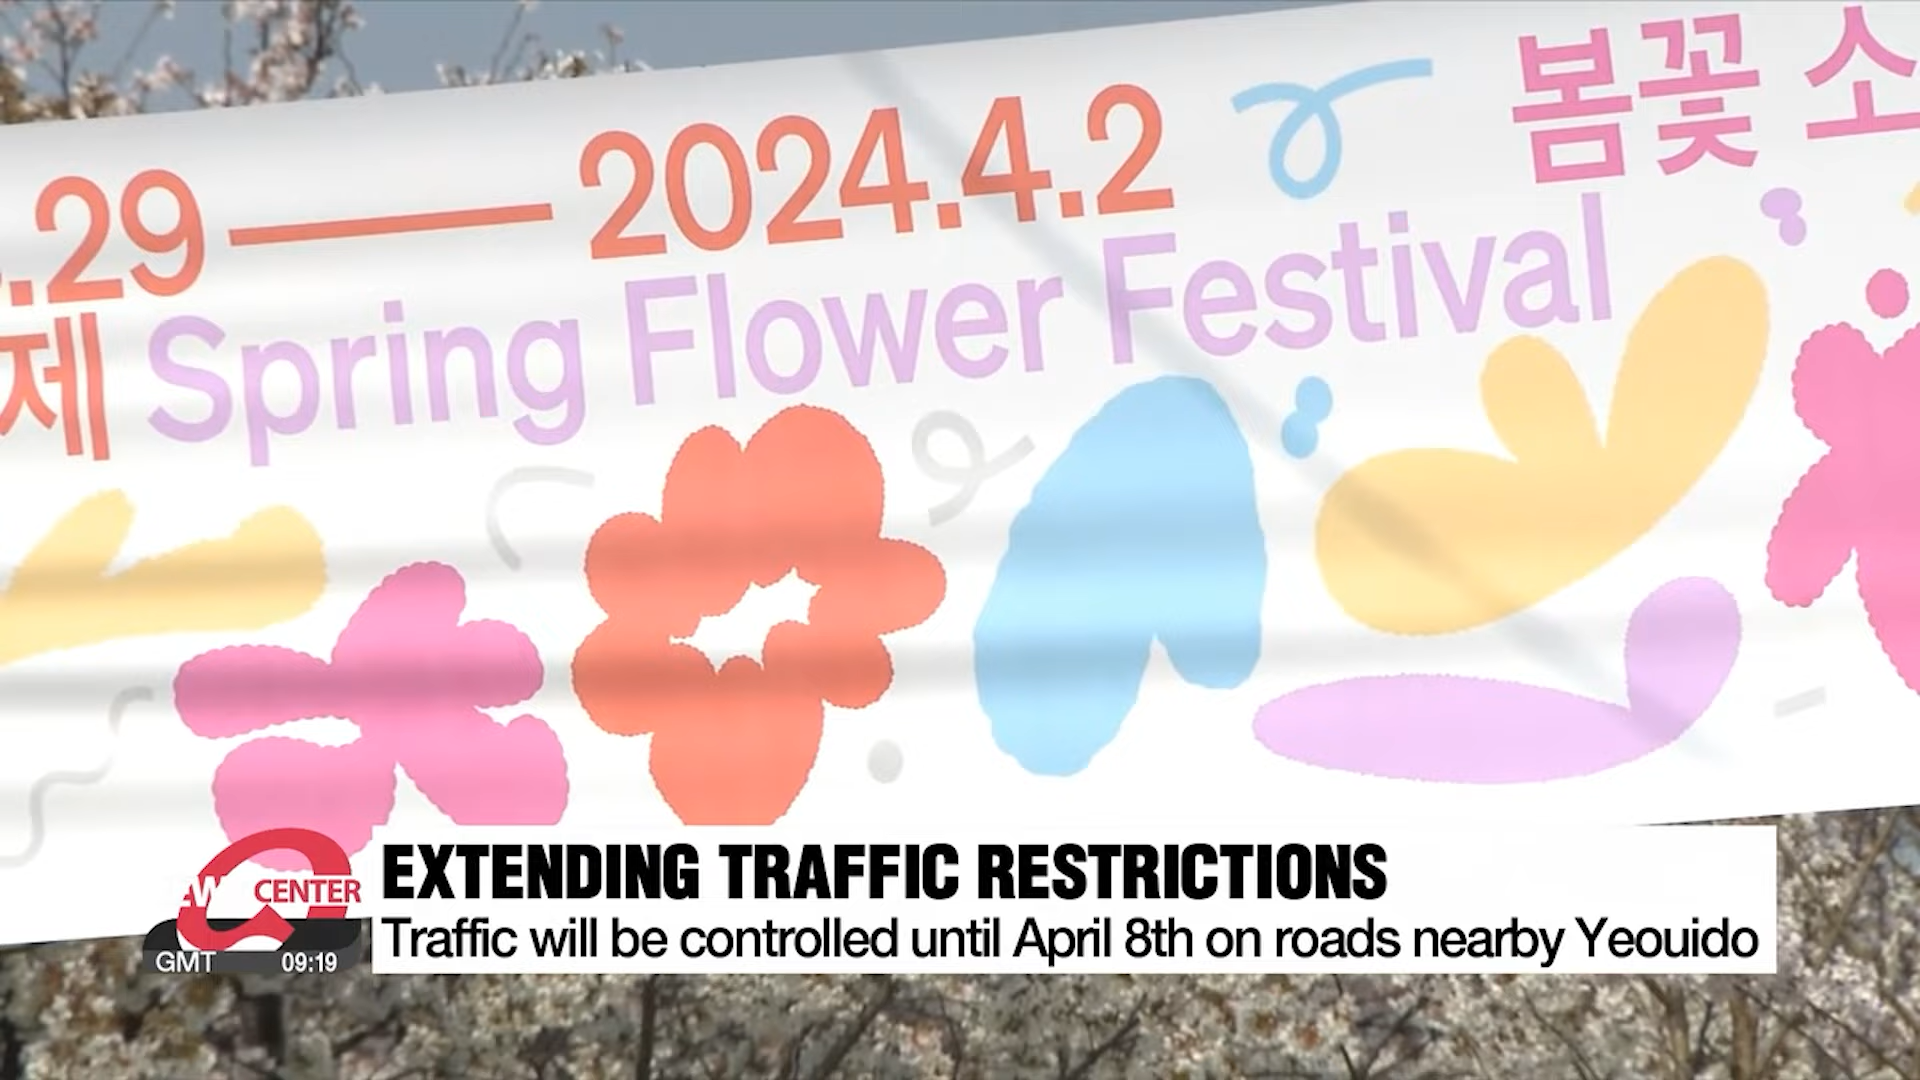 .29 — 2024.4.2
봄꽃 소
제 Spring Flower Festival
EXTENDING TRAFFIC RESTRICTIONS
Traffic will be controlled until April 8th on roads nearby Yeouido
CENTER
GMT 09:19